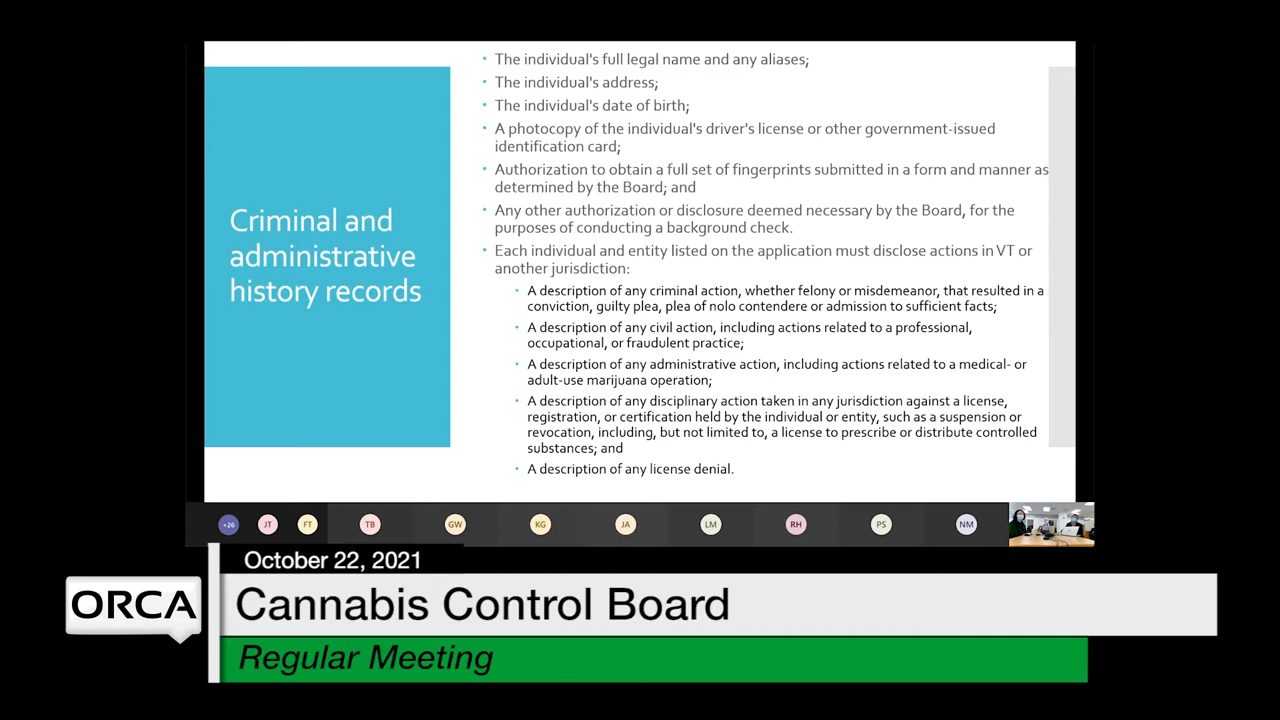 • The individual's full legal name and any aliases;
• The individual's address;
• The individual's date of birth;
• A photocopy of the individual's driver's license or other government-issued
identification card;
• Authorization to obtain a full set of fingerprints submitted in a form and manner as
determined by the Board; and
• Any other authorization or disclosure deemed necessary by the Board, for the
purposes of conducting a background check.
• Each individual and entity listed on the application must disclose actions in VT or
another jurisdiction:
• A description of any criminal action, whether felony or misdemeanor, that resulted in a
conviction, guilty plea, plea of nolo contendere or admission to sufficient facts;
• A description of any civil action, including actions related to a professional,
occupational, or fraudulent practice;
• A description of any administrative action, including actions related to a medical- or
adult-use marijuana operation;
• A description of any disciplinary action taken in any jurisdiction against a license,
registration, or certification held by the individual or entity, such as a suspension or
revocation, including, but not limited to, a license to prescribe or distribute controlled
substances; and
• A description of any license denial.
Criminal and
administrative
history records
+26 JT FT TB GW KG JA LM RH PS NM
October 22, 2021
ORCA
Cannabis Control Board
Regular Meeting